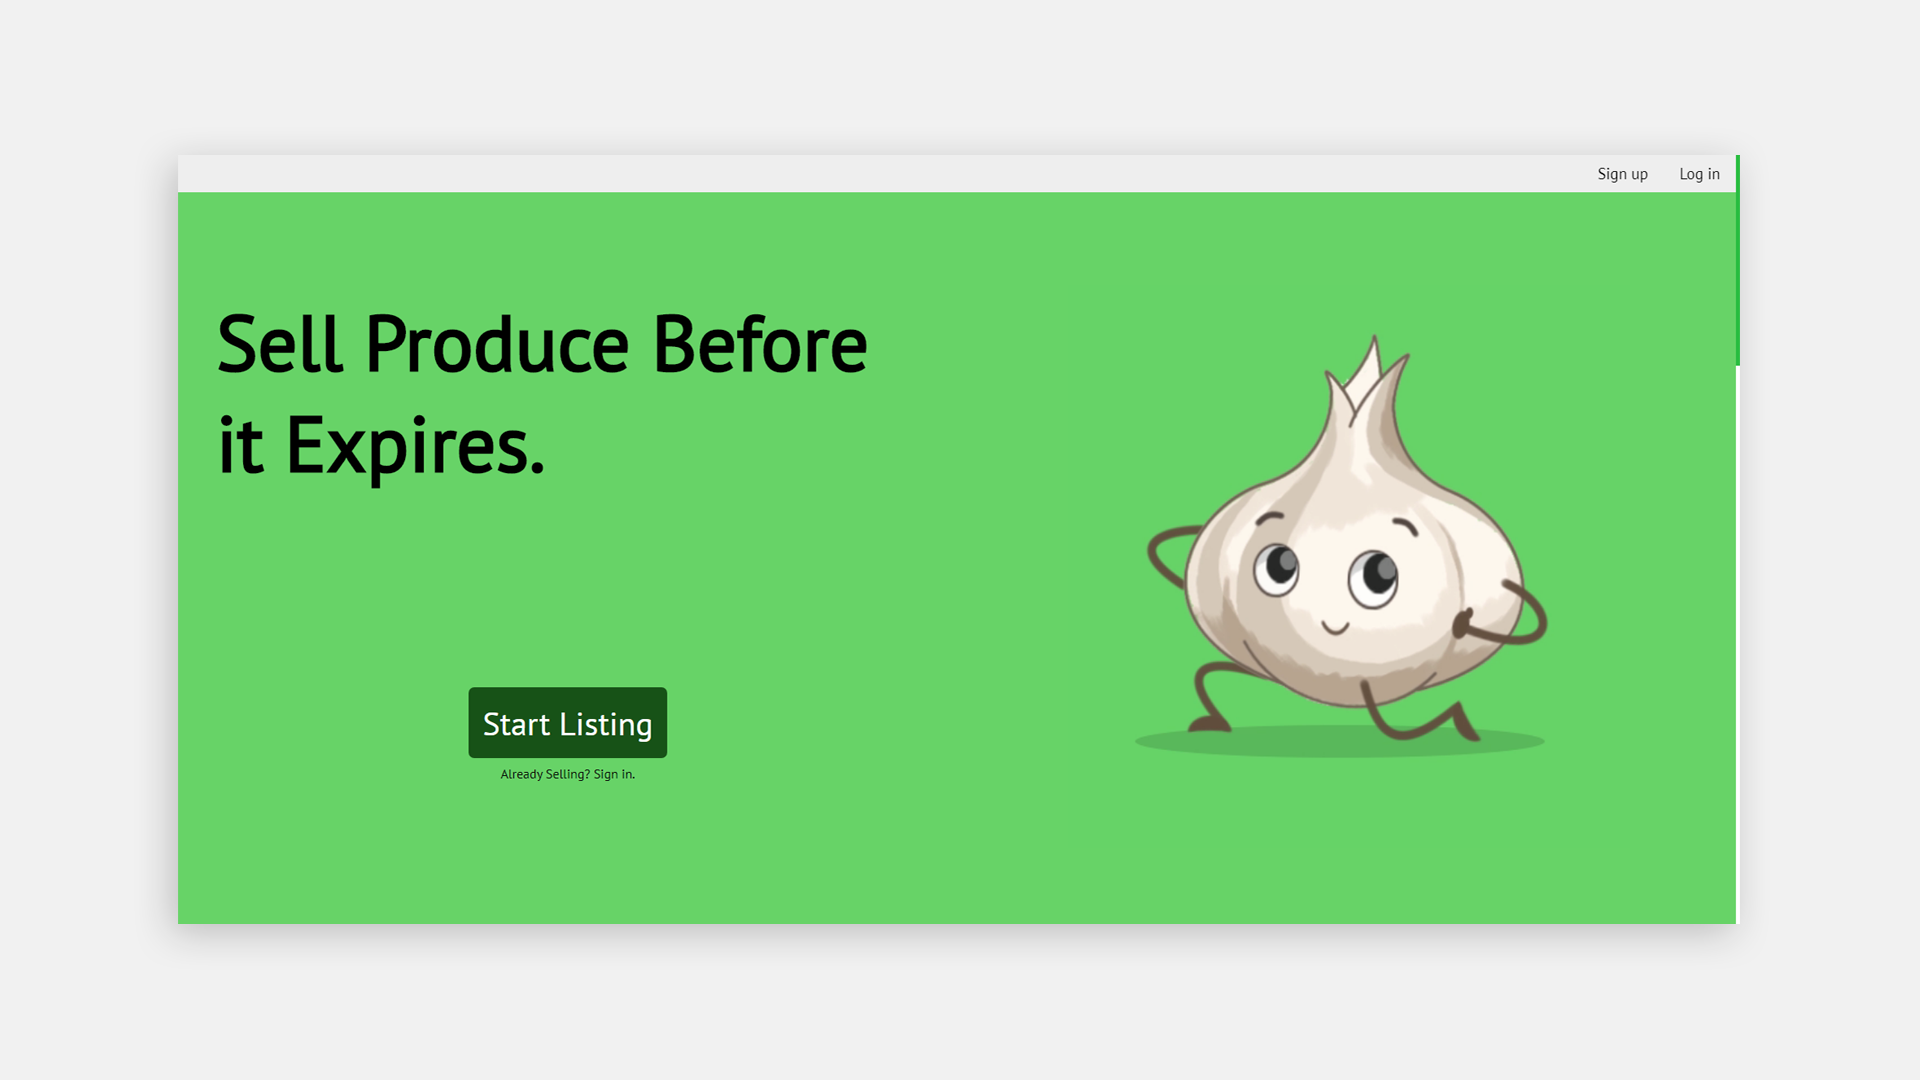 Sign up Log in
Sell Produce Before
it Expires.
Start Listing
Already Selling? Sign in.